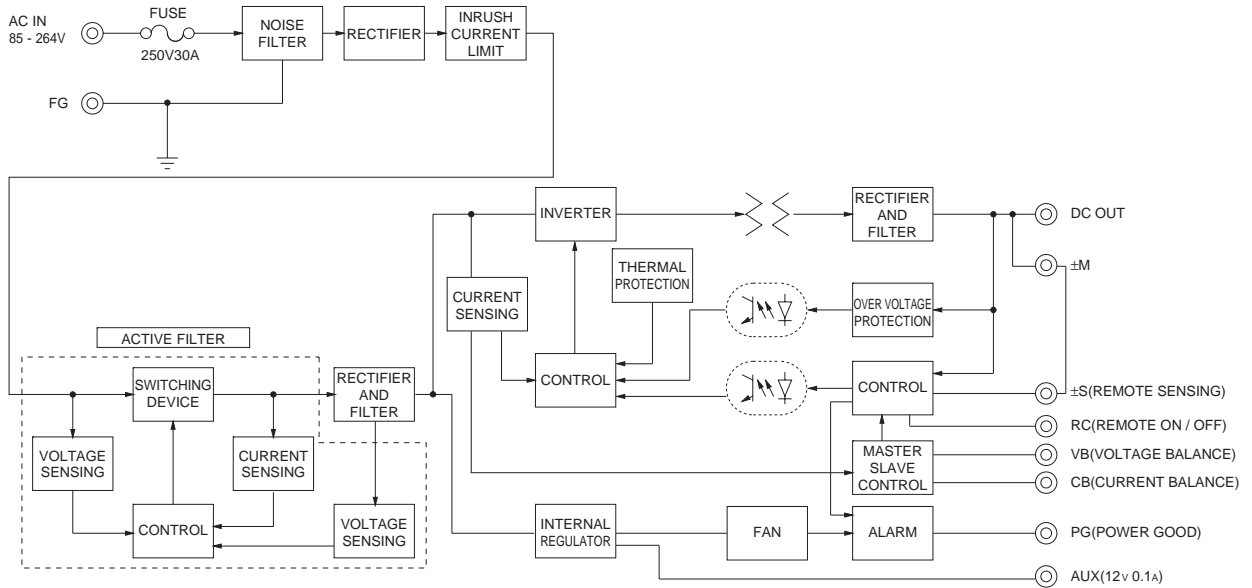 AC IN
85 - 264V
FUSE
250V30A
NOISE
FILTER
RECTIFIER
INRUSH
CURRENT
LIMIT
FG
INVERTER
RECTIFIER
AND
FILTER
DC OUT
±M
THERMAL
PROTECTION
CURRENT
SENSING
OVER VOLTAGE
PROTECTION
ACTIVE FILTER
SWITCHING
DEVICE
RECTIFIER
AND
FILTER
CONTROL
CONTROL
±S(REMOTE SENSING)
RC(REMOTE ON / OFF)
VOLTAGE
SENSING
CURRENT
SENSING
MASTER
SLAVE
CONTROL
VB(VOLTAGE BALANCE)
CB(CURRENT BALANCE)
CONTROL
VOLTAGE
SENSING
INTERNAL
REGULATOR
FAN
ALARM
PG(POWER GOOD)
AUX(12V 0.1A)